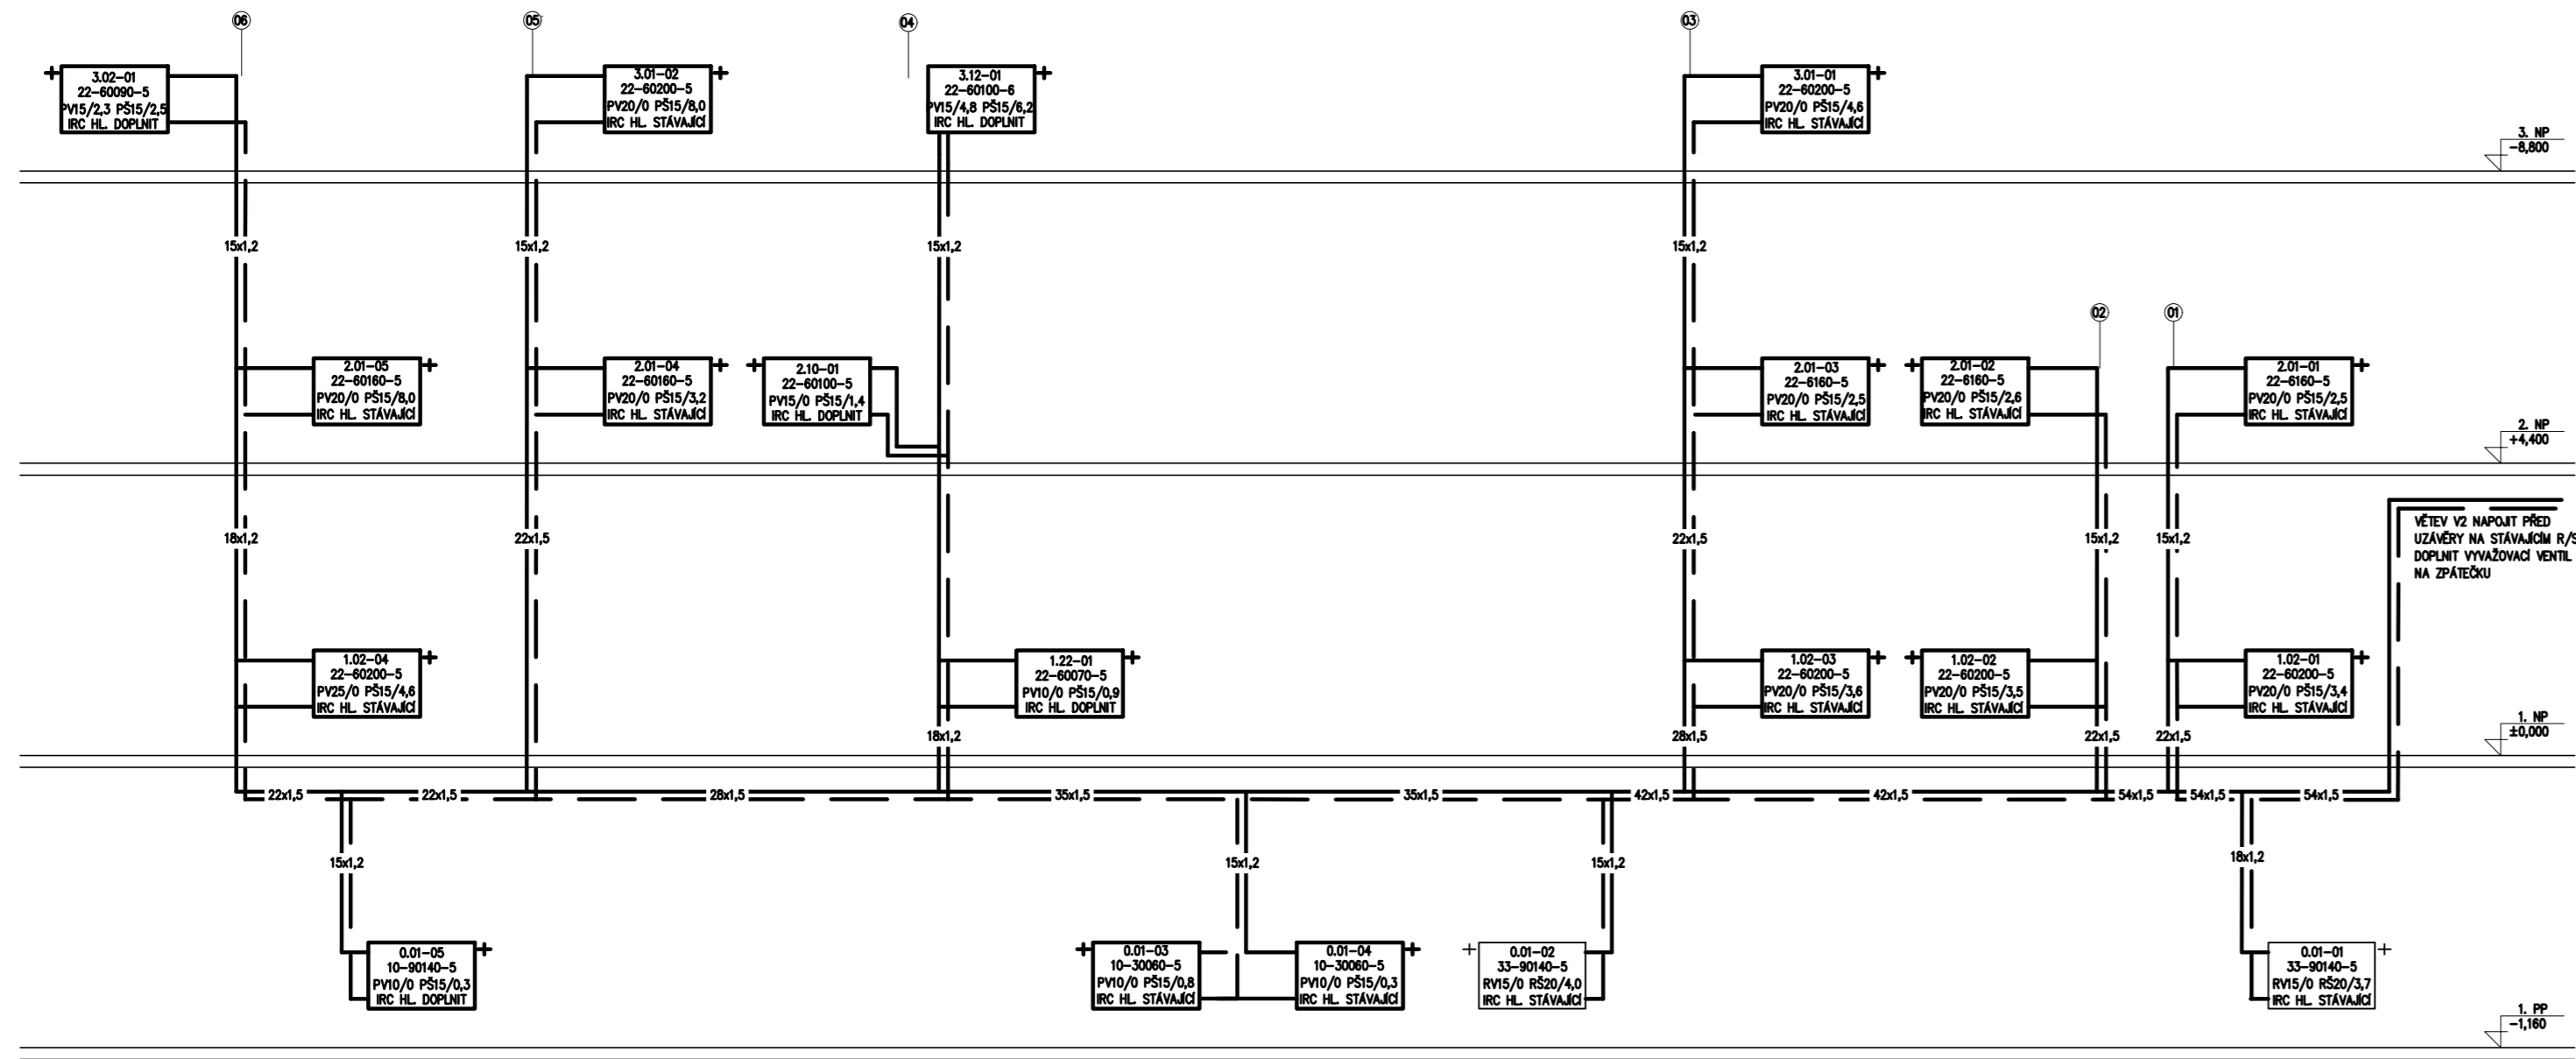 06
05
04
03
3.02-01
22-60090-5
PV15/2,3 PŠ15/2,5
IRC HL. DOPLNIT
3.01-02
22-60200-5
PV20/0 PŠ15/8,0
IRC HL. STÁVAJÍCÍ
3.12-01
22-60100-6
PV15/4,8 PŠ15/6,2
IRC HL. DOPLNIT
3.01-01
22-60200-5
PV20/0 PŠ15/4,6
IRC HL. STÁVAJÍCÍ
3. NP
-8,800
15x1,2
15x1,2
15x1,2
15x1,2
02
01
2.01-05
22-60160-5
PV20/0 PŠ15/8,0
IRC HL. STÁVAJÍCÍ
2.01-04
22-60160-5
PV20/0 PŠ15/3,2
IRC HL. STÁVAJÍCÍ
2.10-01
22-60100-5
PV15/0 PŠ15/1,4
IRC HL. DOPLNIT
2.01-03
22-6160-5
PV20/0 PŠ15/2,5
IRC HL. STÁVAJÍCÍ
2.01-02
22-6160-5
PV20/0 PŠ15/2,6
IRC HL. STÁVAJÍCÍ
2.01-01
22-6160-5
PV20/0 PŠ15/2,5
IRC HL. STÁVAJÍCÍ
2. NP
+4,400
18x1,2
22x1,5
22x1,5
15x1,2
15x1,2
VĚTEV V2 NAPOJIT PŘED
UZÁVĚRY NA STÁVAJÍCÍM R/S
DOPLNIT VYVAŽOVACÍ VENTIL
NA ZPÁTEČKU
1.02-04
22-60200-5
PV25/0 PŠ15/4,6
IRC HL. STÁVAJÍCÍ
1.22-01
22-60070-5
PV10/0 PŠ15/0,9
IRC HL. DOPLNIT
1.02-03
22-60200-5
PV20/0 PŠ15/3,6
IRC HL. STÁVAJÍCÍ
1.02-02
22-60200-5
PV20/0 PŠ15/3,5
IRC HL. STÁVAJÍCÍ
1.02-01
22-60200-5
PV20/0 PŠ15/3,4
IRC HL. STÁVAJÍCÍ
1. NP
±0,000
18x1,2
28x1,5
22x1,5
22x1,5
22x1,5
22x1,5
28x1,5
35x1,5
35x1,5
42x1,5
42x1,5
54x1,5
54x1,5
54x1,5
15x1,2
15x1,2
15x1,2
18x1,2
0.01-05
10-90140-5
PV10/0 PŠ15/0,3
IRC HL. DOPLNIT
0.01-03
10-30060-5
PV10/0 PŠ15/0,8
IRC HL. STÁVAJÍCÍ
0.01-04
10-30060-5
PV10/0 PŠ15/0,3
IRC HL. STÁVAJÍCÍ
0.01-02
33-90140-5
RV15/0 RŠ20/4,0
IRC HL. STÁVAJÍCÍ
0.01-01
33-90140-5
RV15/0 RŠ20/3,7
IRC HL. STÁVAJÍCÍ
1. PP
-1,160